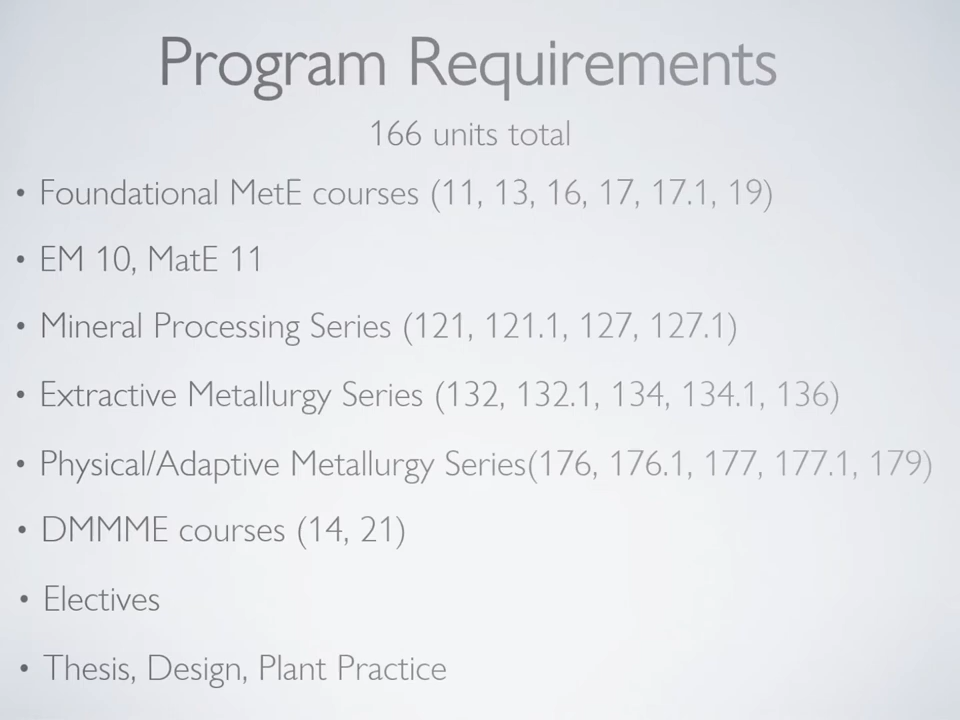 Program Requirements
166 units total
• Foundational MetE courses (11, 13, 16, 17, 17.1, 19)
• EM 10, MatE 11
• Mineral Processing Series (121, 121.1, 127, 127.1)
• Extractive Metallurgy Series (132, 132.1, 134, 134.1, 136)
• Physical/Adaptive Metallurgy Series(176, 176.1, 177, 177.1, 179)
• DMMME courses (14, 21)
• Electives
• Thesis, Design, Plant Practice